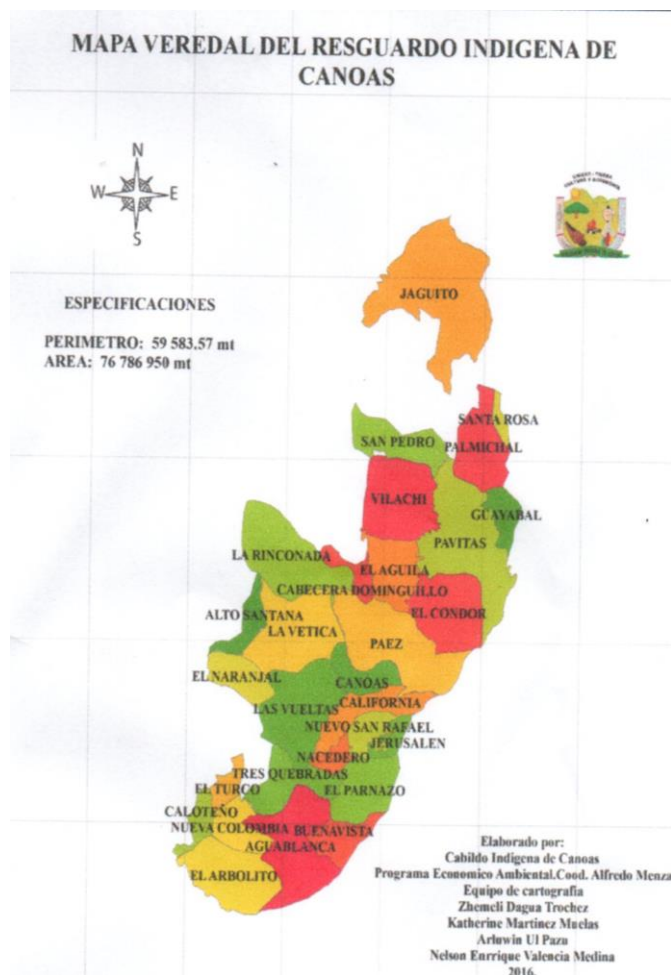 MAPA VEREDAL DEL RESGUARDO INDIGENA DE
CANOAS
N
W
E
S
ESPECIFICACIONES
PERIMETRO: 59 583.57 mt
AREA: 76 786 950 mt
JAGUITO
SANTA ROSA
SAN PEDRO
PALMICHAL
VILACHI
GUAYABAL
PAVITAS
LA RINCONADA
EL AGUILA
CABECERA DOMINGUILLO
EL CONDOR
ALTO SANTANA
LA VETICA
PAEZ
EL NARANJAL
CANOAS
CALIFORNIA
LAS VUELTAS
NUEVO SAN RAFAEL
JERUSALEN
NACEDERO
TRES QUEBRADAS
EL TURCO
EL PARNAZO
CALOTEÑO
NUEVA COLOMBIA
BUENAVISTA
AGUABLANCA
EL ARBOLITO
Elaborado por:
Cabildo Indigena de Canoas
Programa Economico Ambiental.Cood. Alfredo Menza
Equipo de cartografia
Zhemeli Dagua Trochez
Katherine Martinez Muelas
Arluwin Ul Pazu
Nelson Enrrique Valencia Medina
2016